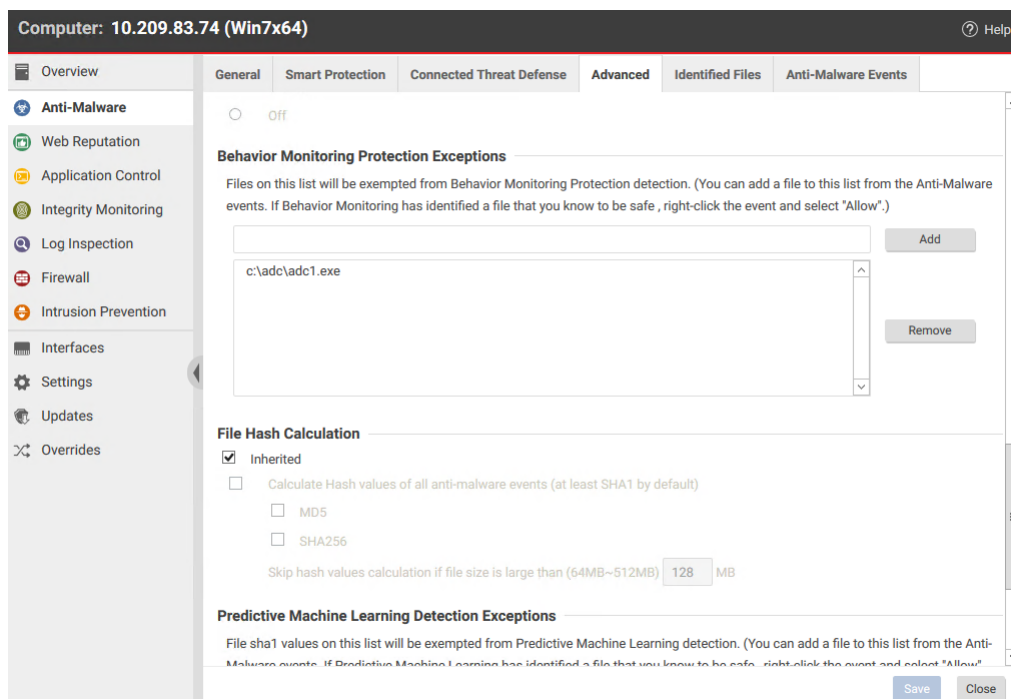 Computer: 10.209.83.74 (Win7x64)
Help
Overview
Anti-Malware
Web Reputation
Application Control
Integrity Monitoring
Log Inspection
Firewall
Intrusion Prevention
Interfaces
Settings
Updates
Overrides
General
Smart Protection
Connected Threat Defense
Advanced
Identified Files
Anti-Malware Events
Off
Behavior Monitoring Protection Exceptions
Files on this list will be exempted from Behavior Monitoring Protection detection. (You can add a file to this list from the Anti-Malware
events. If Behavior Monitoring has identified a file that you know to be safe , right-click the event and select "Allow".)
Add
c:\adc\adc1.exe
Remove
File Hash Calculation
Inherited
Calculate Hash values of all anti-malware events (at least SHA1 by default)
MD5
SHA256
Skip hash values calculation if file size is large than (64MB~512MB) 128 MB
Predictive Machine Learning Detection Exceptions
File sha1 values on this list will be exempted from Predictive Machine Learning detection. (You can add a file to this list from the Anti-
Malware events. If Predictive Machine Learning has identified a file that you know to be safe , right-click the event and select "Allow"
Save
Close